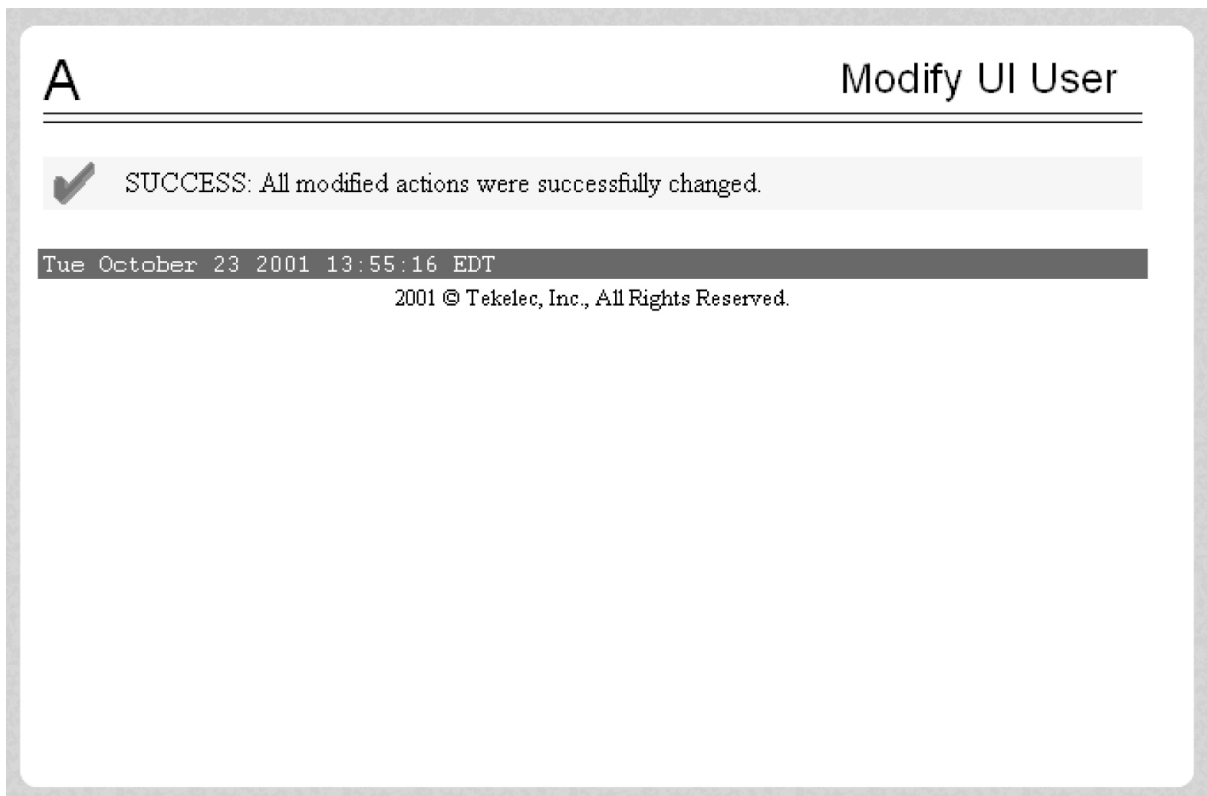 A
Modify UI User
SUCCESS: All modified actions were successfully changed.
Tue October 23 2001 13:55:16 EDT
2001 © Tekelec, Inc., All Rights Reserved.